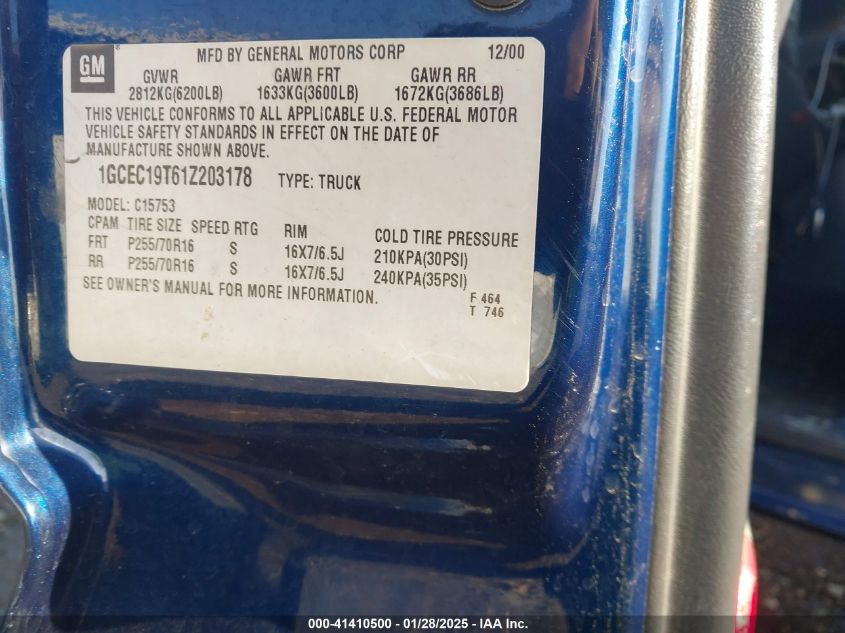 GM MFD BY GENERAL MOTORS CORP 12/00
GVWR GAWR FRT GAWR RR
2812KG(6200LB) 1633KG(3600LB) 1672KG(3686LB)
THIS VEHICLE CONFORMS TO ALL APPLICABLE U.S. FEDERAL MOTOR
VEHICLE SAFETY STANDARDS IN EFFECT ON THE DATE OF
MANUFACTURE SHOWN ABOVE.
1GCEC19T61Z203178 TYPE: TRUCK
MODEL: C15753
CPAM TIRE SIZE SPEED RTG RIM COLD TIRE PRESSURE
FRT P255/70R16 S 16X7/6.5J 210KPA(30PSI)
RR P255/70R16 S 16X7/6.5J 240KPA(35PSI)
SEE OWNER'S MANUAL FOR MORE INFORMATION.
F 464
T 746
000-41410500 - 01/28/2025 - IAA Inc.